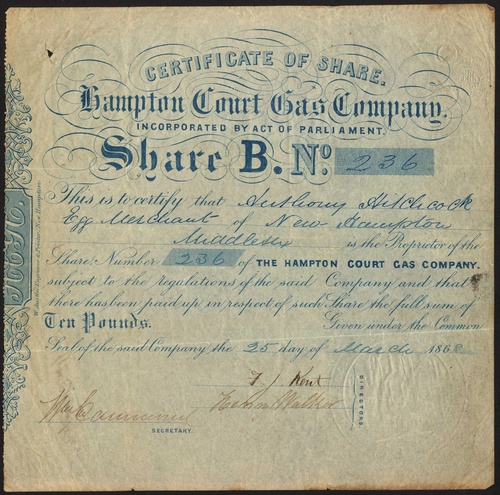 CERTIFICATE OF SHARE.
Hampton Court Gas Company.
INCORPORATED BY ACT OF PARLIAMENT.
Share B. No. 236
This is to certify that Anthony Hitchcock
Egg Merchant of New Hampton
Middlesex is the Proprietor of the
Share Number 236 of THE HAMPTON COURT GAS COMPANY.
subject to the regulations of the said Company and that
there has been paid up in respect of such Share the full sum of
Ten Pounds. Given under the Common
Seal of the said Company the 25 day of March 186
F. J. Kent
Walker
DIRECTORS
SECRETARY.